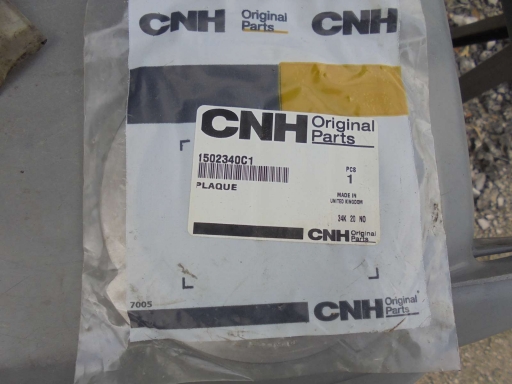 CNH Original Parts CNH
CNH Original Parts
1502340C1
PCS
1
PLAQUE
MADE IN
UNITED KINGDOM
34K 20 NO
CNH Original Parts
7005
CNH Original Parts